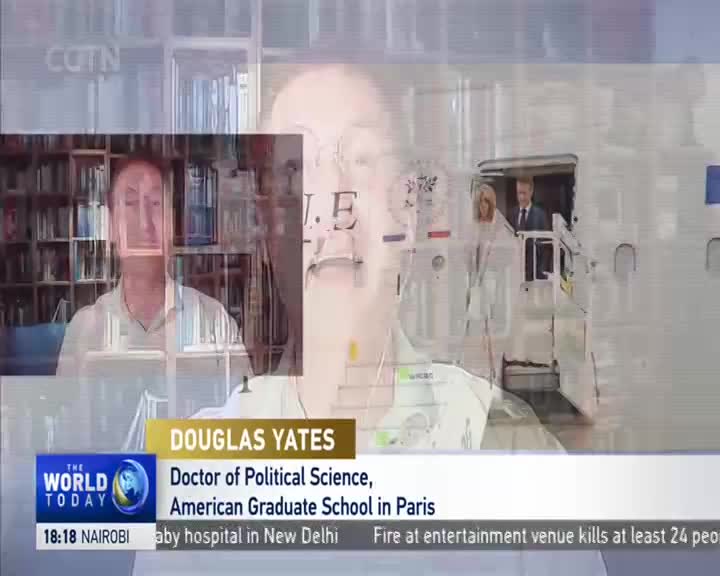 CGTN
U.E
DOUGLAS YATES
THE
WORLD
TODAY
Doctor of Political Science,
American Graduate School in Paris
18:18 NAIROBI
aby hospital in New Delhi Fire at entertainment venue kills at least 24 peo